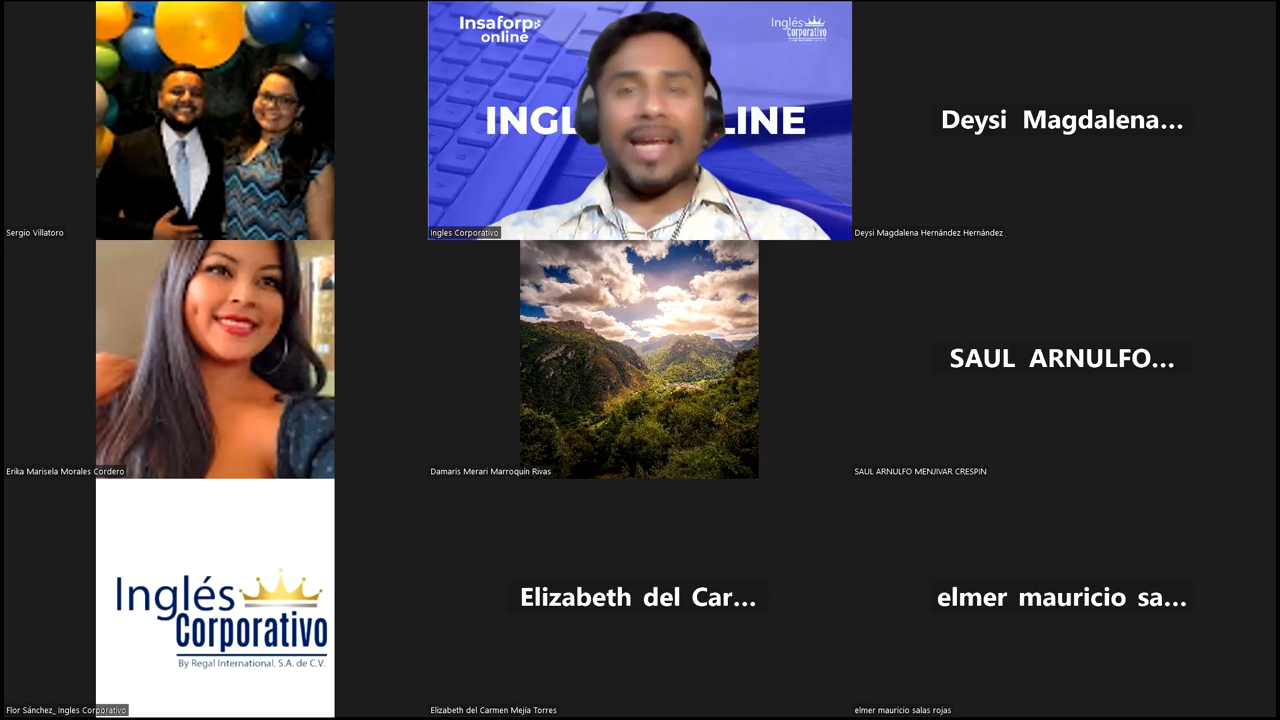 Sergio Villatoro
Insaforp
online
Inglés
Corporativo
INGL
LINE
Ingles Corporativo
Deysi Magdalena...
Deysi Magdalena Hernández Hernández
Erika Marisela Morales Cordero
Damaris Merari Marroquín Rivas
SAUL ARNULFO...
SAUL ARNULFO MENJIVAR CRESPIN
Inglés
Corporativo
By Regal International, S.A. de C.V.
Flor Sánchez_ Ingles Corporativo
Elizabeth del Car...
Elizabeth del Carmen Mejía Torres
elmer mauricio sa...
elmer mauricio salas rojas